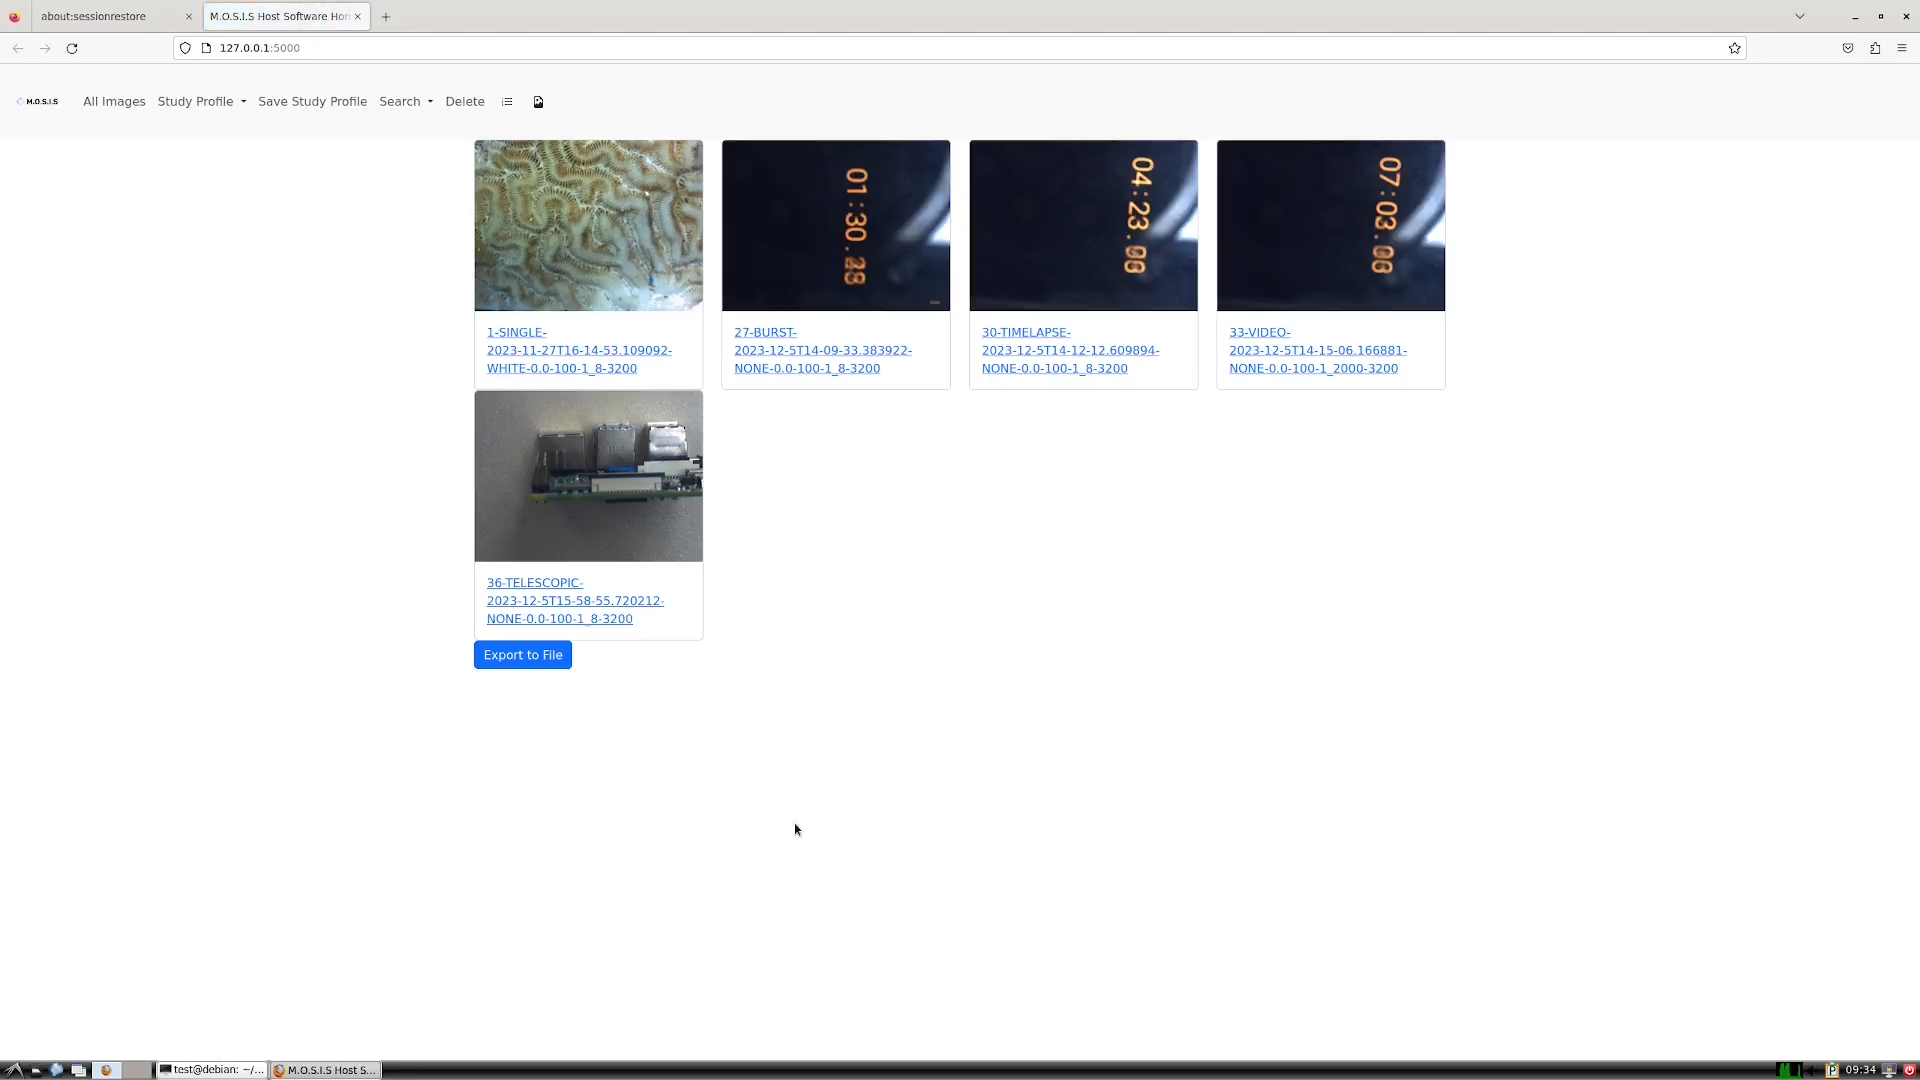 about:sessionrestore
M.O.S.I.S Host Software Hom
127.0.0.1:5000
M.O.S.I.S
All Images
Study Profile
Save Study Profile
Search
Delete
01:30.
04:23.
07:03.
1-SINGLE-
2023-11-27T16-14-53.109092-
WHITE-0.0-100-1_8-3200
27-BURST-
2023-12-5T14-09-33.383922-
NONE-0.0-100-1_8-3200
30-TIMELAPSE-
2023-12-5T14-12-12.609894-
NONE-0.0-100-1_8-3200
33-VIDEO-
2023-12-5T14-15-06.166881-
NONE-0.0-100-1_2000-3200
36-TELESCOPIC-
2023-12-5T15-58-55.720212-
NONE-0.0-100-1_8-3200
Export to File
test@debian: ~/...
M.O.S.I.S Host S...
09:34